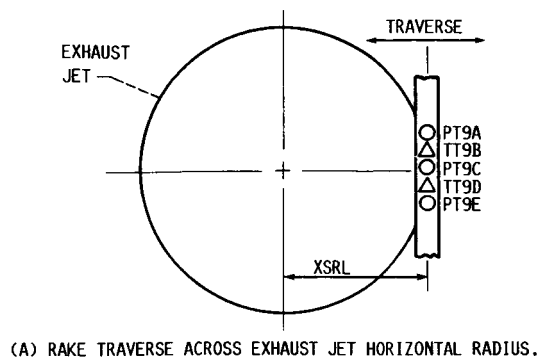 TRAVERSE
EXHAUST
JET
PT9A
TT9B
PT9C
TT9D
PT9E
XSRL
(A) RAKE TRAVERSE ACROSS EXHAUST JET HORIZONTAL RADIUS.